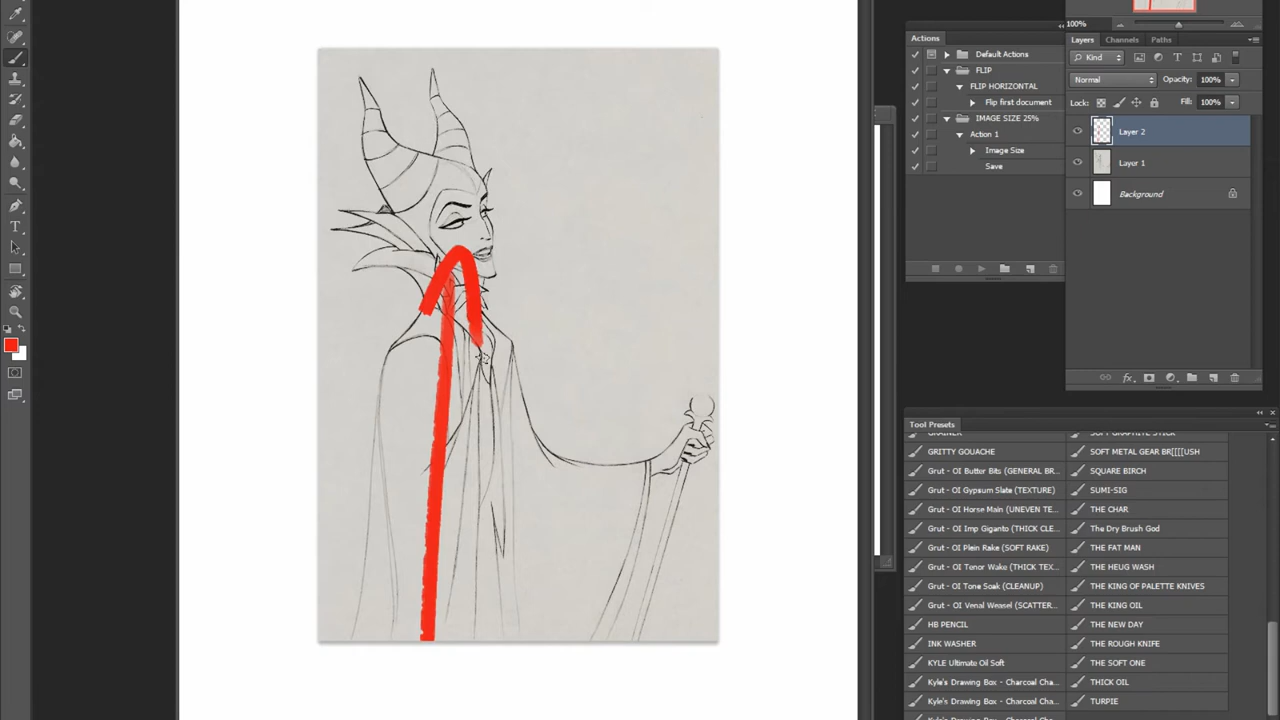 100%
Actions
Layers Channels Paths
Default Actions
FLIP
FLIP HORIZONTAL
Flip first document
IMAGE SIZE 25%
Action 1
Image Size
Save
Kind
Normal Opacity: 100%
Lock: Fill: 100%
Layer 2
Layer 1
Background
fx
Tool Presets
GRAINER SOFT GRAPHITE STICK
GRITTY GOUACHE SOFT METAL GEAR BR[[[[USH
Grut - OI Butter Bits (GENERAL BR... SQUARE BIRCH
Grut - OI Gypsum Slate (TEXTURE) SUMI-SIG
Grut - OI Horse Main (UNEVEN TE... THE CHAR
Grut - OI Imp Giganto (THICK CLE... The Dry Brush God
Grut - OI Plein Rake (SOFT RAKE) THE FAT MAN
Grut - OI Tenor Wake (THICK TEX... THE HEUG WASH
Grut - OI Tone Soak (CLEANUP) THE KING OF PALETTE KNIVES
Grut - OI Venal Weasel (SCATTER... THE KING OIL
HB PENCIL THE NEW DAY
INK WASHER THE ROUGH KNIFE
KYLE Ultimate Oil Soft THE SOFT ONE
Kyle's Drawing Box - Charcoal Cha... THICK OIL
Kyle's Drawing Box - Charcoal Cha... TURPIE